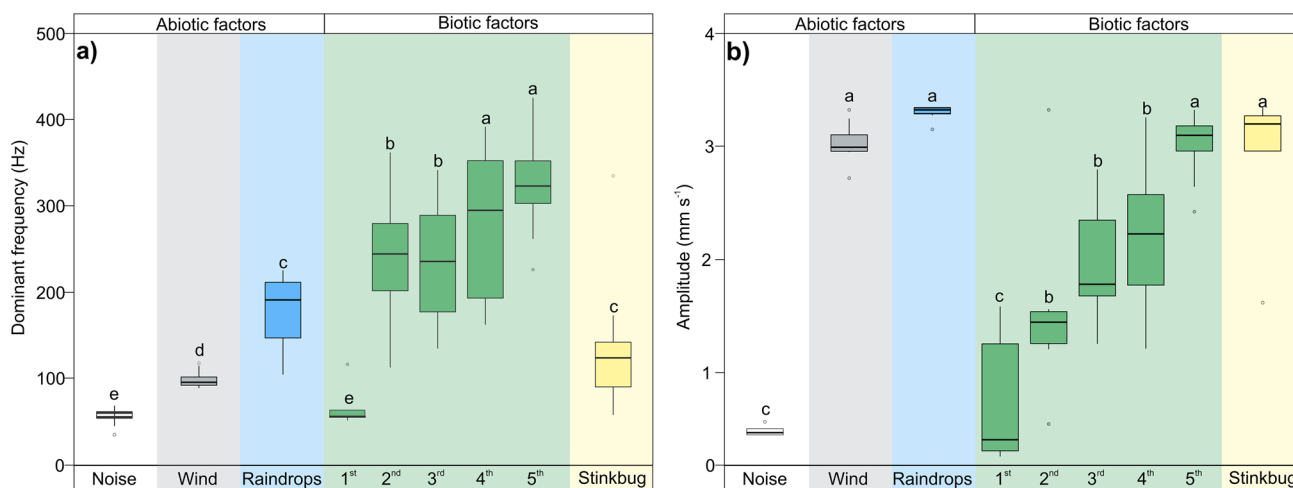 Abiotic factors Biotic factors
a)
500
400
300
200
100
0
Dominant frequency (Hz)
e d c e b b a a c
Noise Wind Raindrops 1st 2nd 3rd 4th 5th Stinkbug
Abiotic factors Biotic factors
b)
4
3
2
1
0
Amplitude (mm s-1)
c a a c b b b a a
Noise Wind Raindrops 1st 2nd 3rd 4th 5th Stinkbug